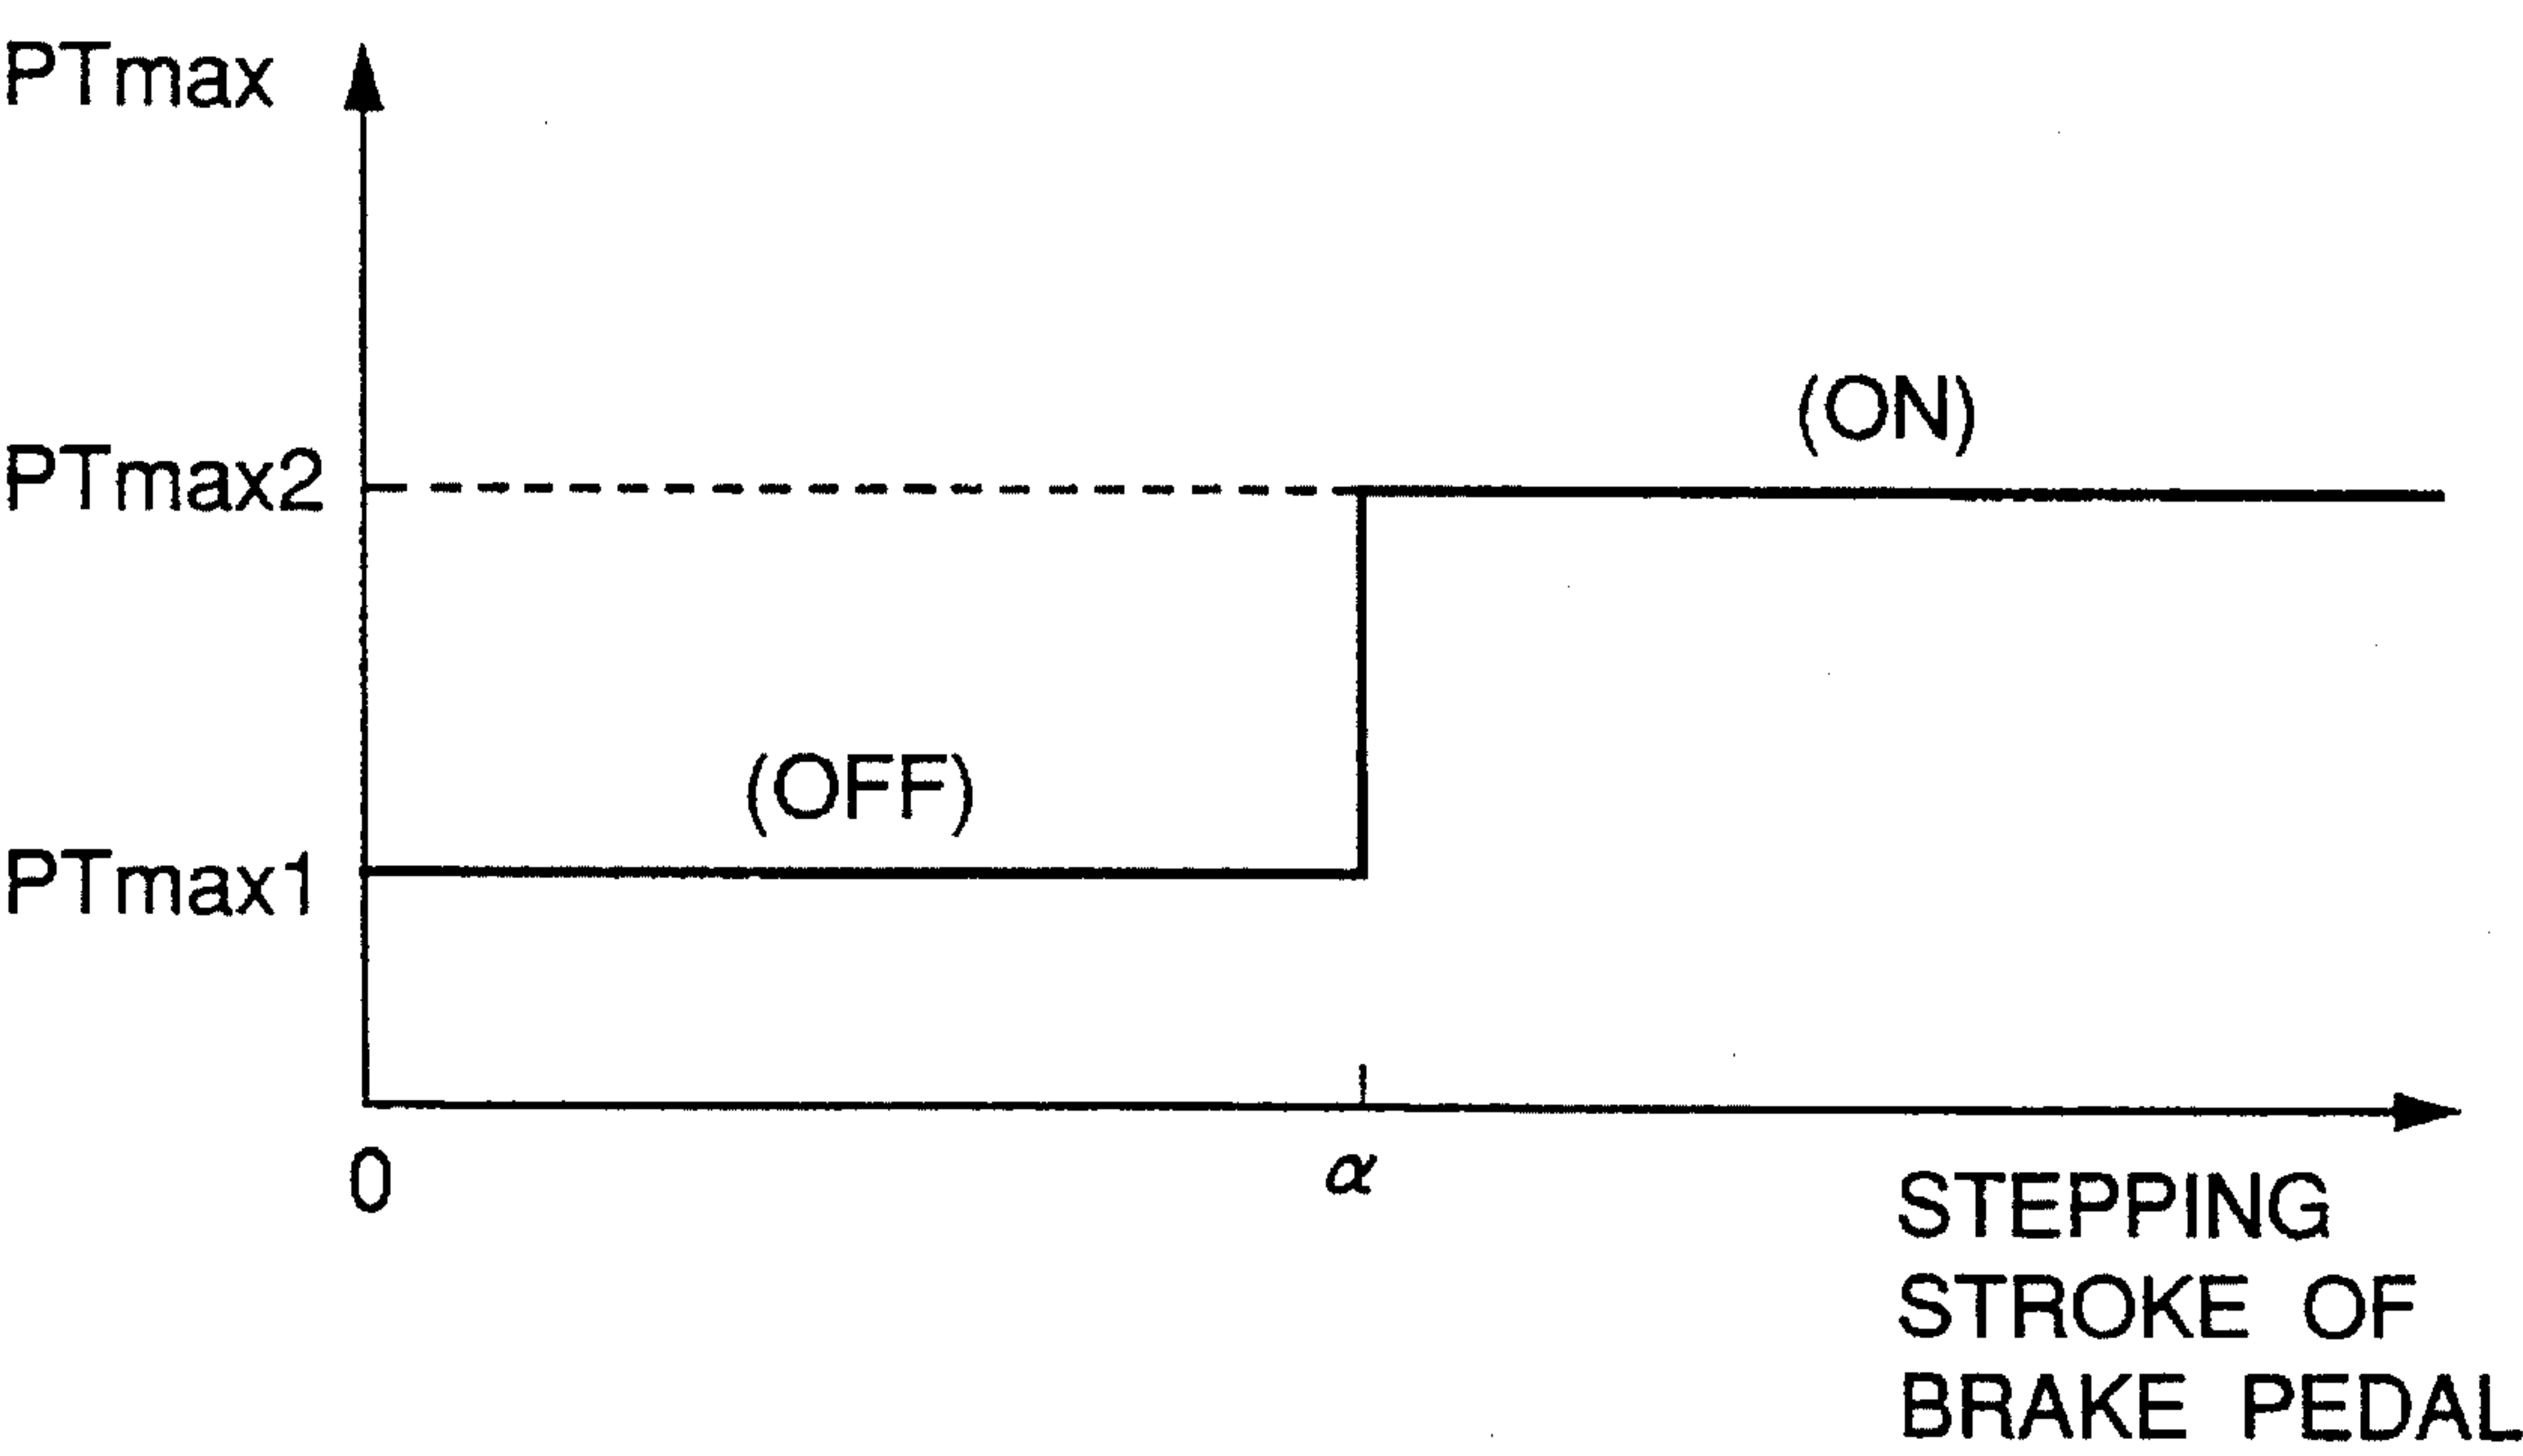 PTmax
(ON)
PTmax2
(OFF)
PTmax1
0
α
STEPPING
STROKE OF
BRAKE PEDAL